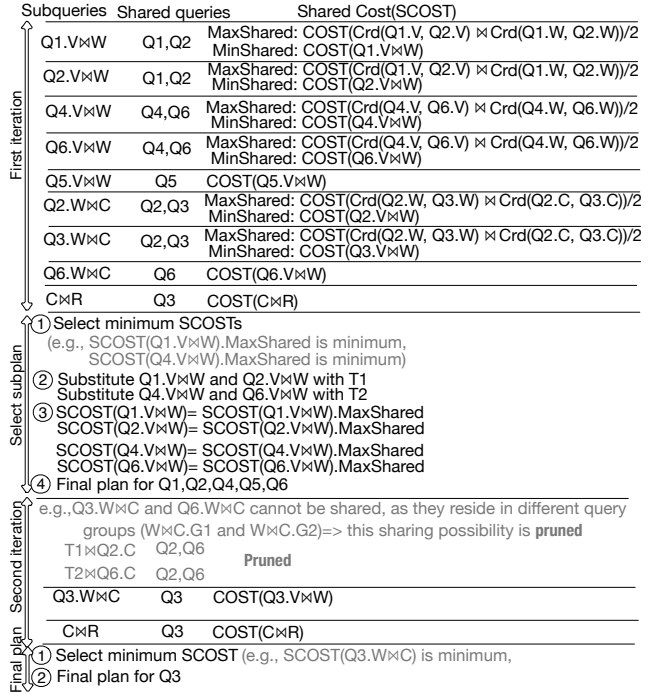 Subqueries Shared queries Shared Cost(SCOST)
First iteration
Q1.V⋈W Q1,Q2 MaxShared: COST(Crd(Q1.V, Q2.V) ⋈ Crd(Q1.W, Q2.W))/2
MinShared: COST(Q1.V⋈W)
Q2.V⋈W Q1,Q2 MaxShared: COST(Crd(Q1.V, Q2.V) ⋈ Crd(Q1.W, Q2.W))/2
MinShared: COST(Q2.V⋈W)
Q4.V⋈W Q4,Q6 MaxShared: COST(Crd(Q4.V, Q6.V) ⋈ Crd(Q4.W, Q6.W))/2
MinShared: COST(Q4.V⋈W)
Q6.V⋈W Q4,Q6 MaxShared: COST(Crd(Q4.V, Q6.V) ⋈ Crd(Q4.W, Q6.W))/2
MinShared: COST(Q6.V⋈W)
Q5.V⋈W Q5 COST(Q5.V⋈W)
Q2.W⋈C Q2,Q3 MaxShared: COST(Crd(Q2.W, Q3.W) ⋈ Crd(Q2.C, Q3.C))/2
MinShared: COST(Q2.V⋈W)
Q3.W⋈C Q2,Q3 MaxShared: COST(Crd(Q2.W, Q3.W) ⋈ Crd(Q2.C, Q3.C))/2
MinShared: COST(Q3.V⋈W)
Q6.W⋈C Q6 COST(Q6.V⋈W)
C⋈R Q3 COST(C⋈R)
Select subplan
① Select minimum SCOSTs
(e.g., SCOST(Q1.V⋈W).MaxShared is minimum,
SCOST(Q4.V⋈W).MaxShared is minimum)
② Substitute Q1.V⋈W and Q2.V⋈W with T1
Substitute Q4.V⋈W and Q6.V⋈W with T2
③ SCOST(Q1.V⋈W)= SCOST(Q1.V⋈W).MaxShared
SCOST(Q2.V⋈W)= SCOST(Q2.V⋈W).MaxShared
SCOST(Q4.V⋈W)= SCOST(Q4.V⋈W).MaxShared
SCOST(Q6.V⋈W)= SCOST(Q6.V⋈W).MaxShared
④ Final plan for Q1,Q2,Q4,Q5,Q6
Second iteration
e.g.,Q3.W⋈C and Q6.W⋈C cannot be shared, as they reside in different query
groups (W⋈C.G1 and W⋈C.G2)=> this sharing possibility is pruned
T1⋈Q2.C Q2,Q6
Pruned
T2⋈Q6.C Q2,Q6
Q3.W⋈C Q3 COST(Q3.V⋈W)
C⋈R Q3 COST(C⋈R)
Final plan
① Select minimum SCOST (e.g., SCOST(Q3.W⋈C) is minimum,
② Final plan for Q3